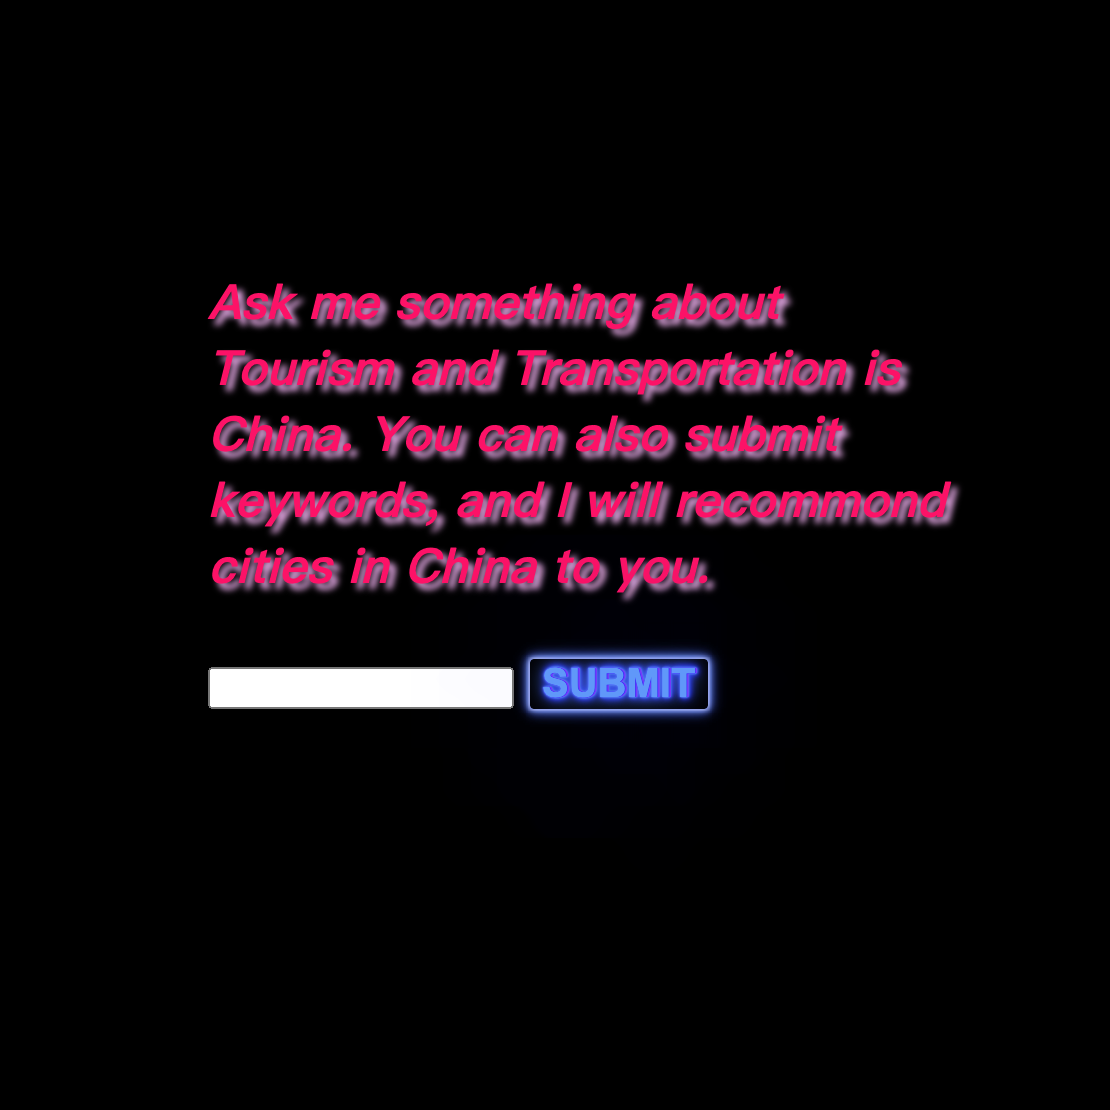 Ask me something about
Tourism and Transportation is
China. You can also submit
keywords, and I will recommond
cities in China to you.
SUBMIT